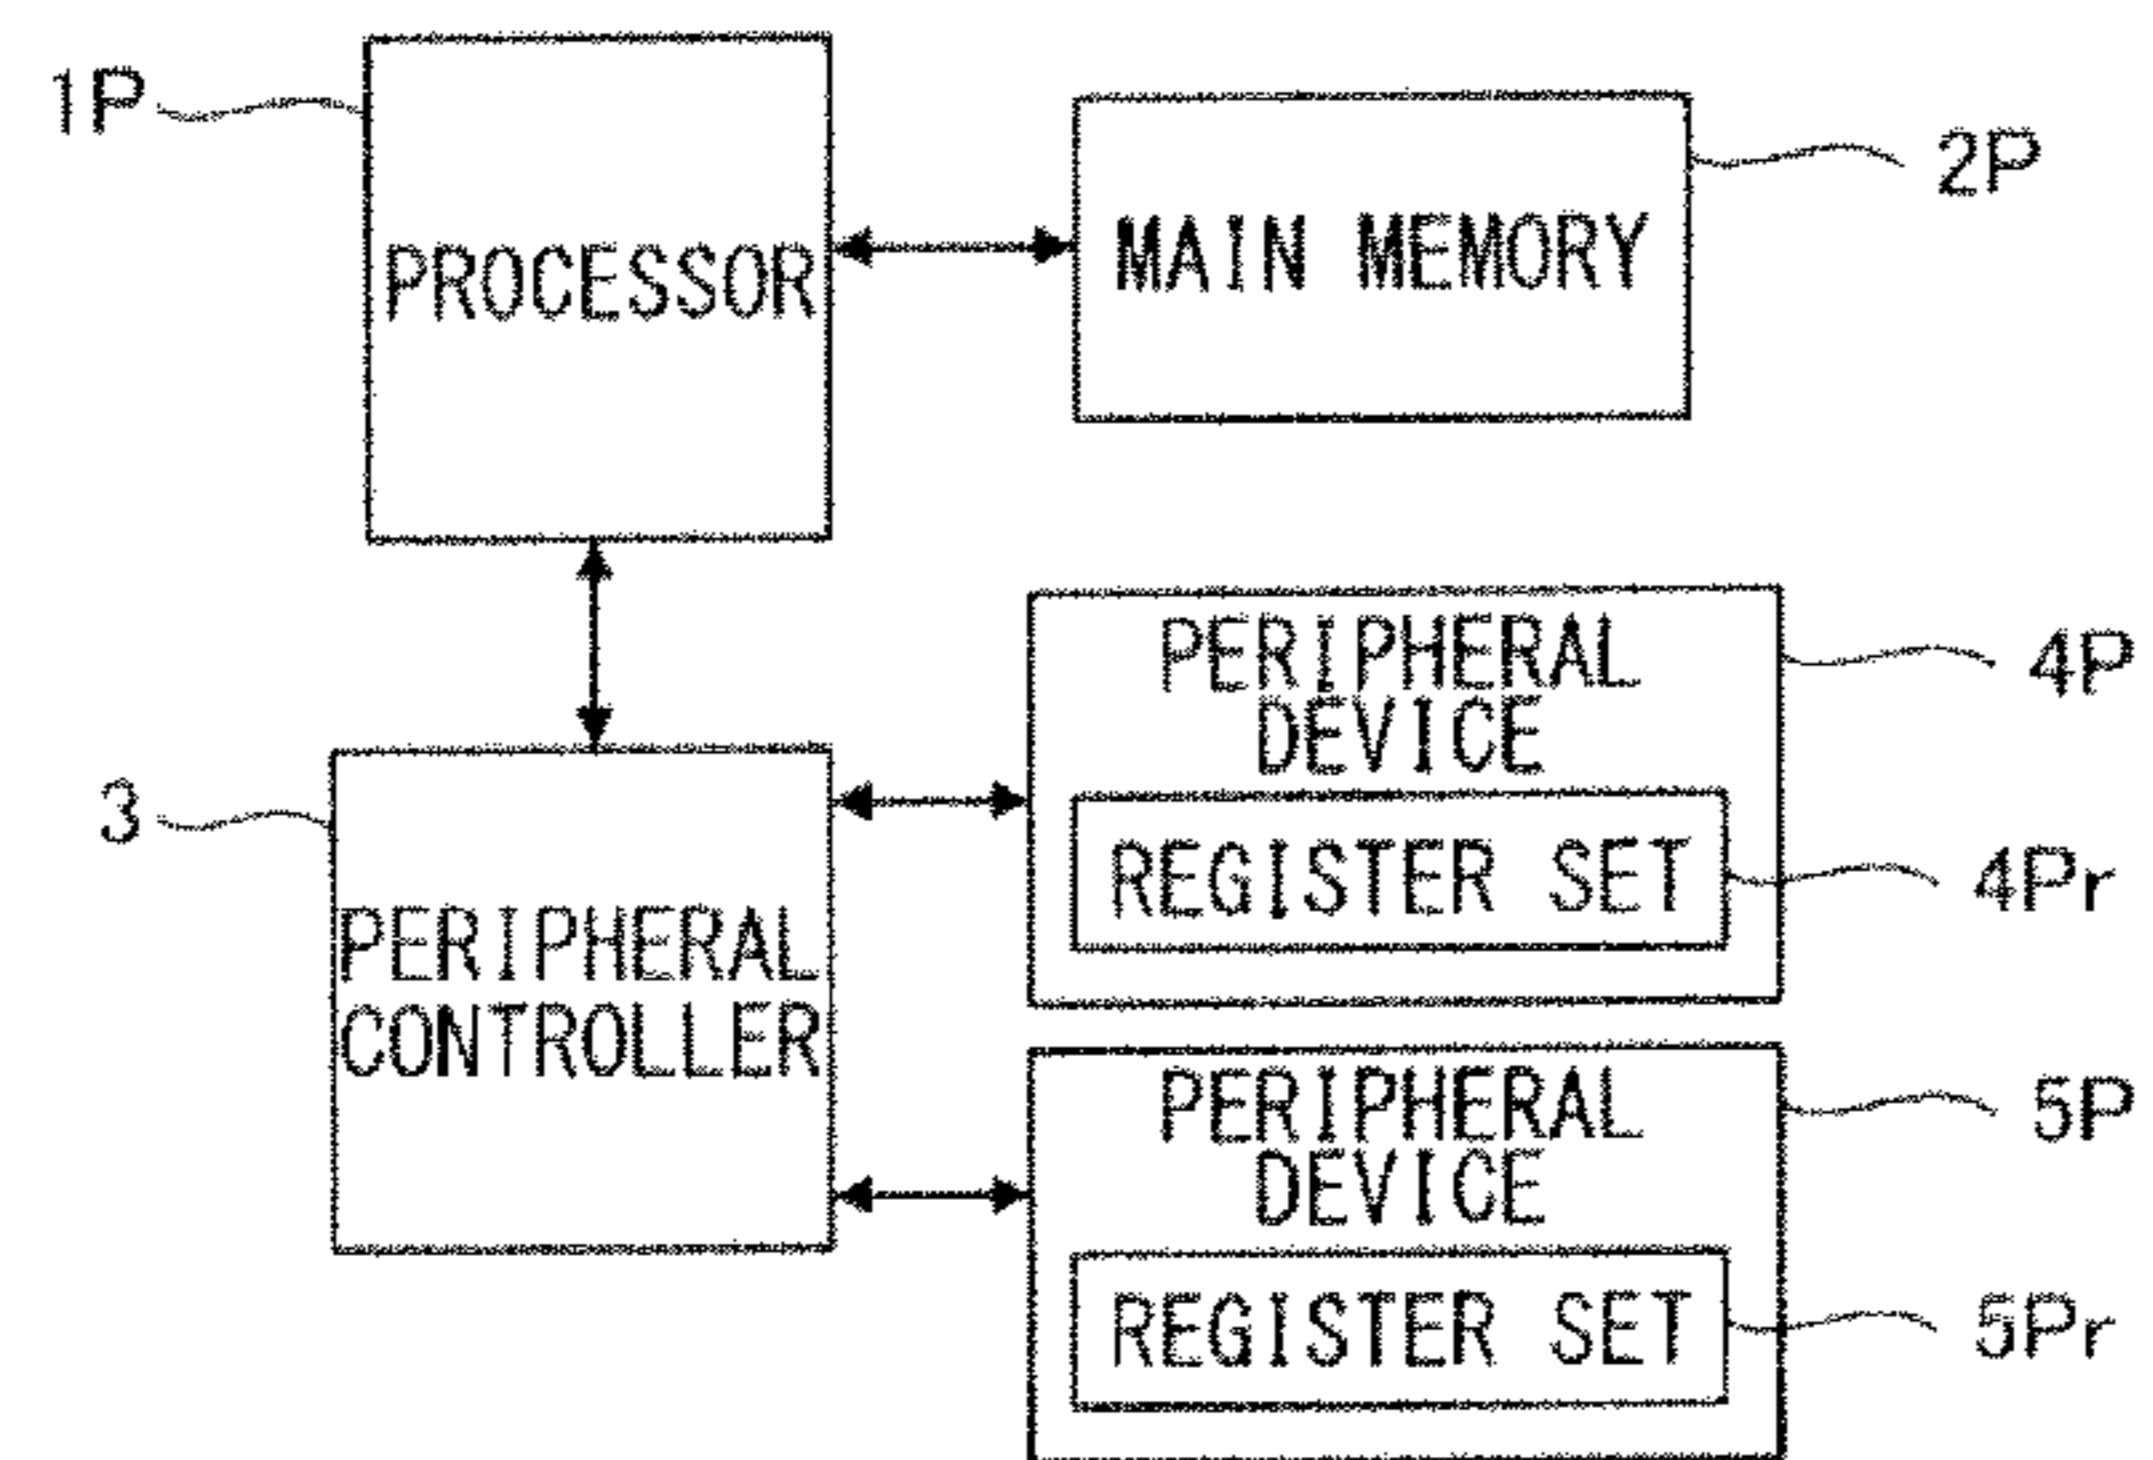 1P
PROCESSOR
MAIN MEMORY
2P
3
PERIPHERAL
CONTROLLER
PERIPHERAL
DEVICE
4P
REGISTER SET
4Pr
PERIPHERAL
DEVICE
5P
REGISTER SET
5Pr